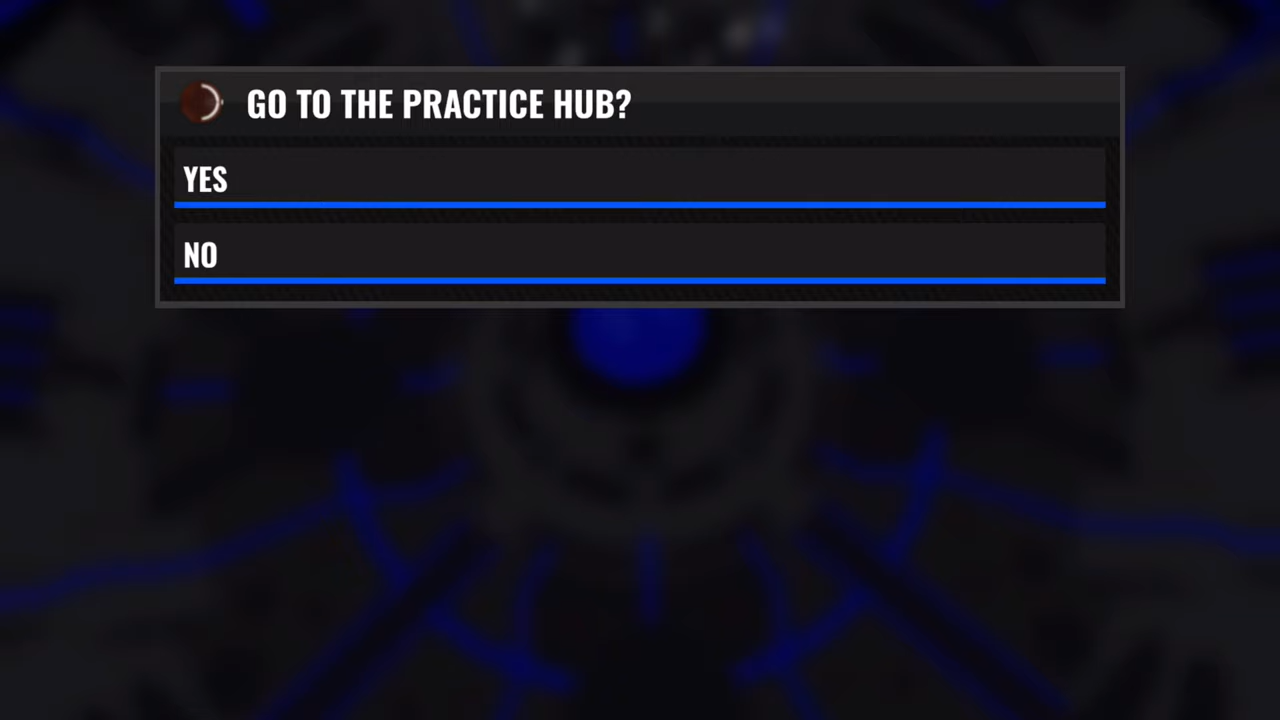 GO TO THE PRACTICE HUB?
YES
NO